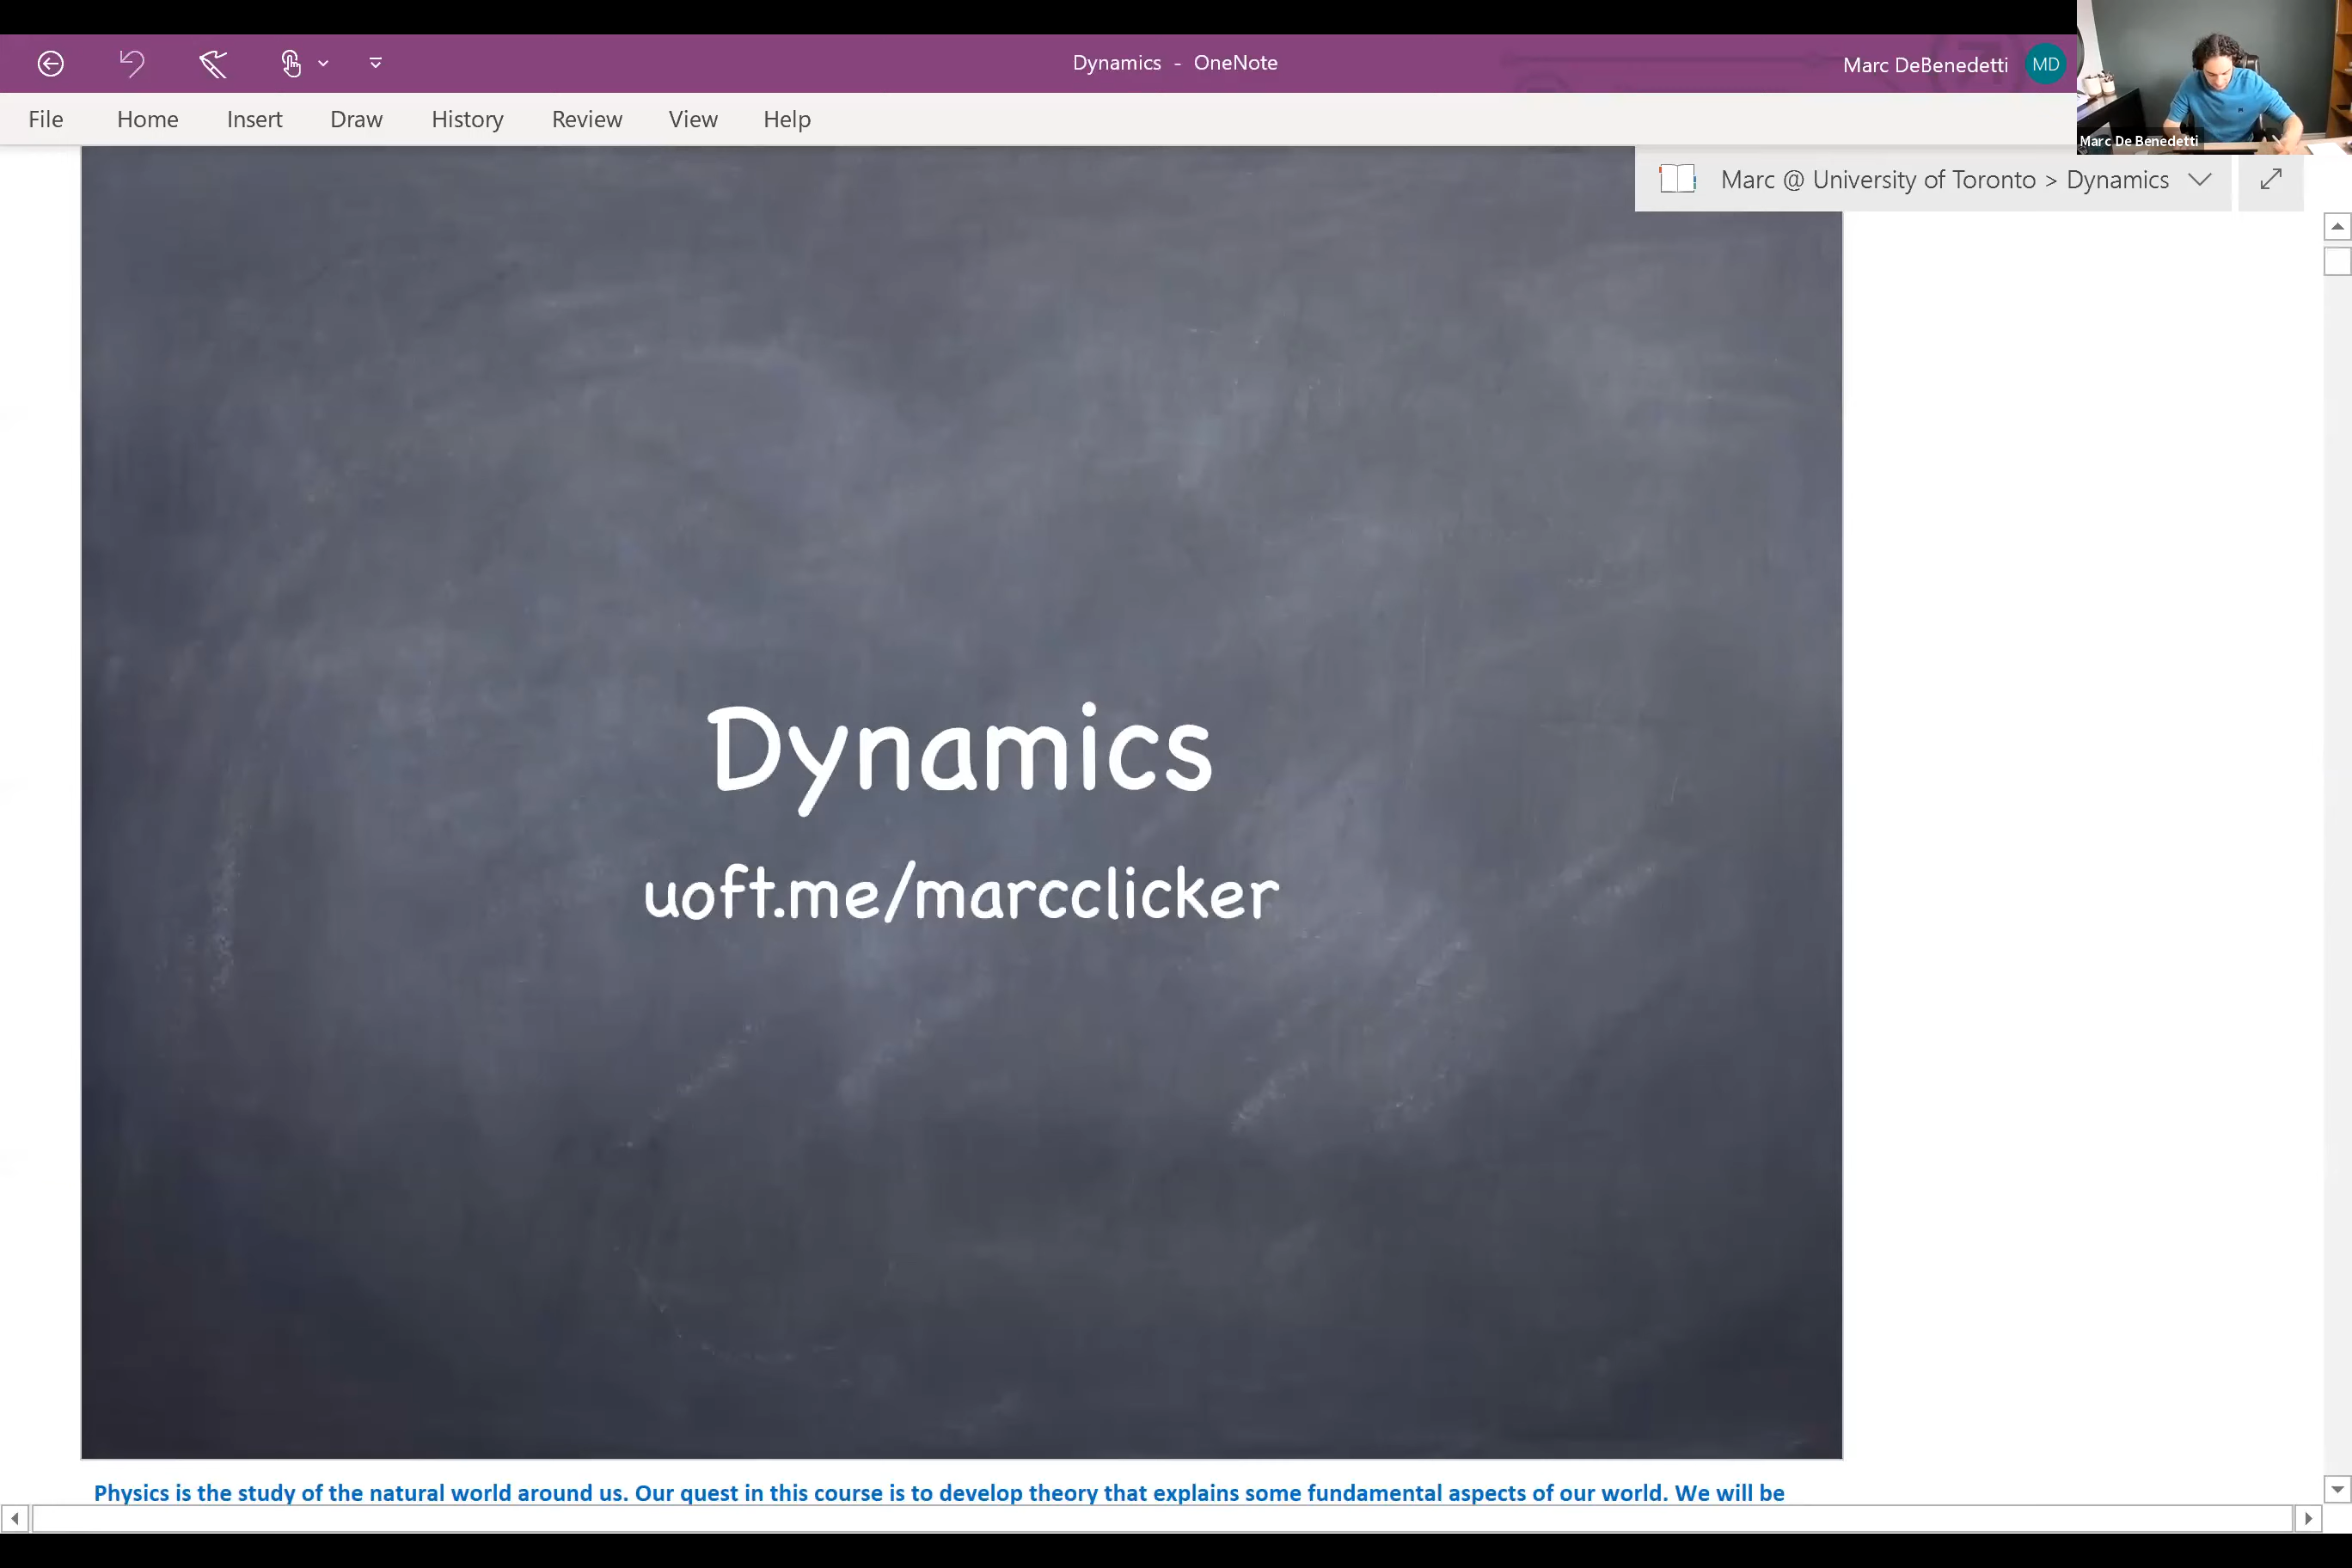 Dynamics - OneNote
Marc DeBenedetti MD
Marc De Benedetti
File Home Insert Draw History Review View Help
Marc @ University of Toronto > Dynamics
Dynamics
uoft.me/marcclicker
Physics is the study of the natural world around us. Our quest in this course is to develop theory that explains some fundamental aspects of our world. We will be